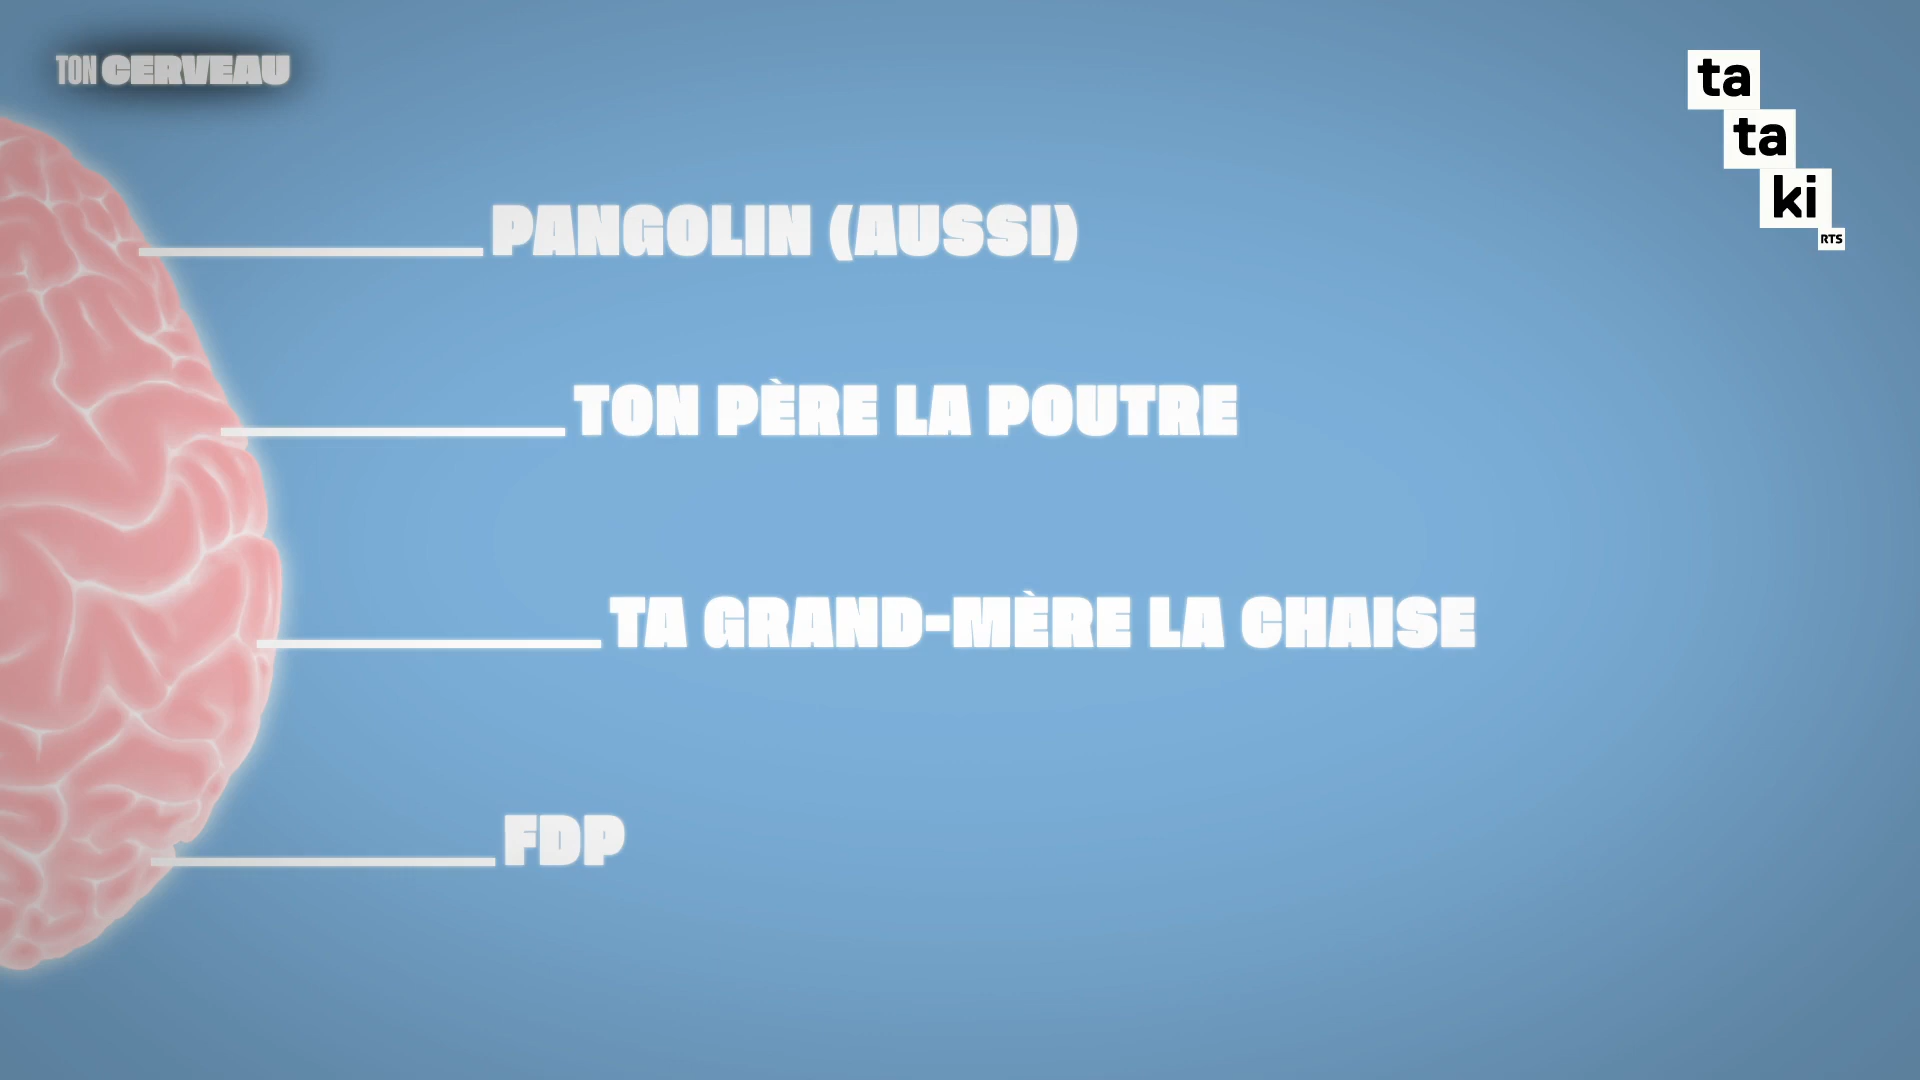 TON CERVEAU
ta
ta
ki
RTS
PANGOLIN (AUSSI)
TON PÈRE LA POUTRE
TA GRAND-MÈRE LA CHAISE
FDP